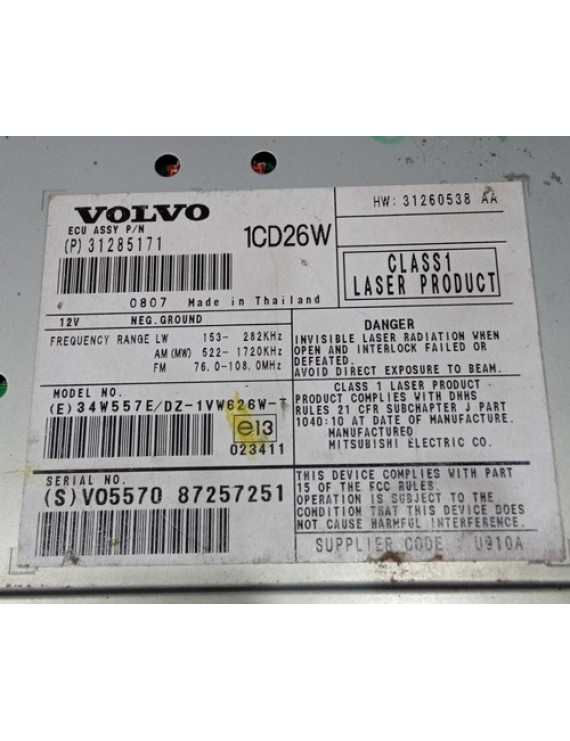 VOLVO
ECU ASSY P/N
(P) 31285171
1CD26W
HW: 31260538 AA
CLASS1
LASER PRODUCT
0807 Made in Thailand
12V NEG.GROUND
FREQUENCY RANGE LW 153- 282KHz
AM(MW) 522-1720KHz
FM 76.0-108.0MHz
MODEL NO.
(E)34W557E/DZ-1VW626W-T
e13
023411
SERIAL NO.
(S)VO5570 87257251
DANGER
INVISIBLE LASER RADIATION WHEN
OPEN AND INTERLOCK FAILED OR
DEFEATED.
AVOID DIRECT EXPOSURE TO BEAM.
CLASS 1 LASER PRODUCT
PRODUCT COMPLIES WITH DHHS
RULES 21 CFR SUBCHAPTER J PART
1040:10 AT DATE OF MANUFACTURE.
MANUFACTURED
MITSUBISHI ELECTRIC CO.
THIS DEVICE COMPLIES WITH PART
15 OF THE FCC RULES.
OPERATION IS SUBJECT TO THE
CONDITION THAT THIS DEVICE DOES
NOT CAUSE HARMFUL INTERFERENCE.
SUPPLIER CODE : U910A